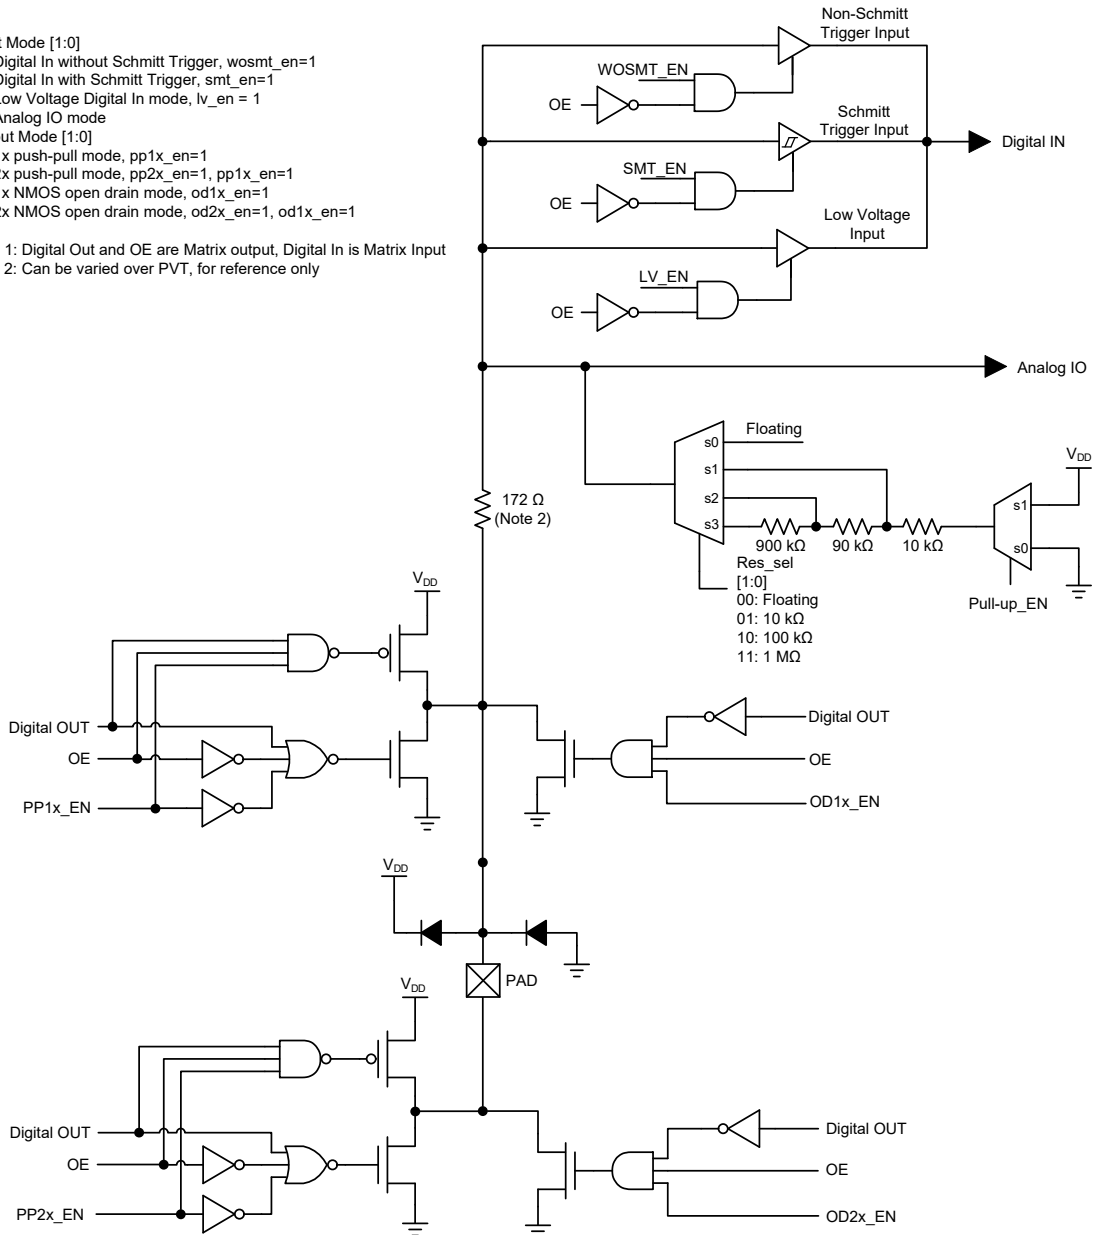 t Mode [1:0]
Digital In without Schmitt Trigger, wosmt_en=1
Digital In with Schmitt Trigger, smt_en=1
Low Voltage Digital In mode, lv_en = 1
Analog IO mode
ut Mode [1:0]
x push-pull mode, pp1x_en=1
2x push-pull mode, pp2x_en=1, pp1x_en=1
x NMOS open drain mode, od1x_en=1
2x NMOS open drain mode, od2x_en=1, od1x_en=1
1: Digital Out and OE are Matrix output, Digital In is Matrix Input
2: Can be varied over PVT, for reference only
Non-Schmitt
Trigger Input
WOSMT_EN
OE
Schmitt
Trigger Input
Digital IN
SMT_EN
OE
Low Voltage
Input
LV_EN
OE
Analog IO
Floating
s0
s1
s2
s3
VDD
s1
s0
172 Ω
(Note 2)
900 kΩ
90 kΩ
10 kΩ
Res_sel
[1:0]
00: Floating
01: 10 kΩ
10: 100 kΩ
11: 1 MΩ
Pull-up_EN
VDD
Digital OUT
OE
PP1x_EN
Digital OUT
OE
OD1x_EN
VDD
PAD
VDD
Digital OUT
OE
PP2x_EN
Digital OUT
OE
OD2x_EN